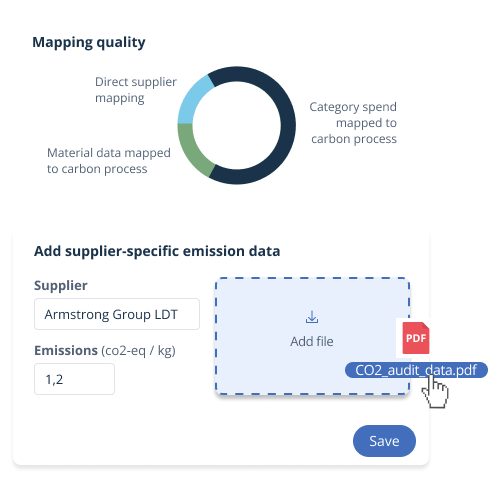 Mapping quality
Direct supplier
mapping
Category spend
mapped to
carbon process
Material data mapped
to carbon process
Add supplier-specific emission data
Supplier
Armstrong Group LDT
Emissions (co2-eq / kg)
1,2
Add file
PDF
CO2_audit_data.pdf
Save